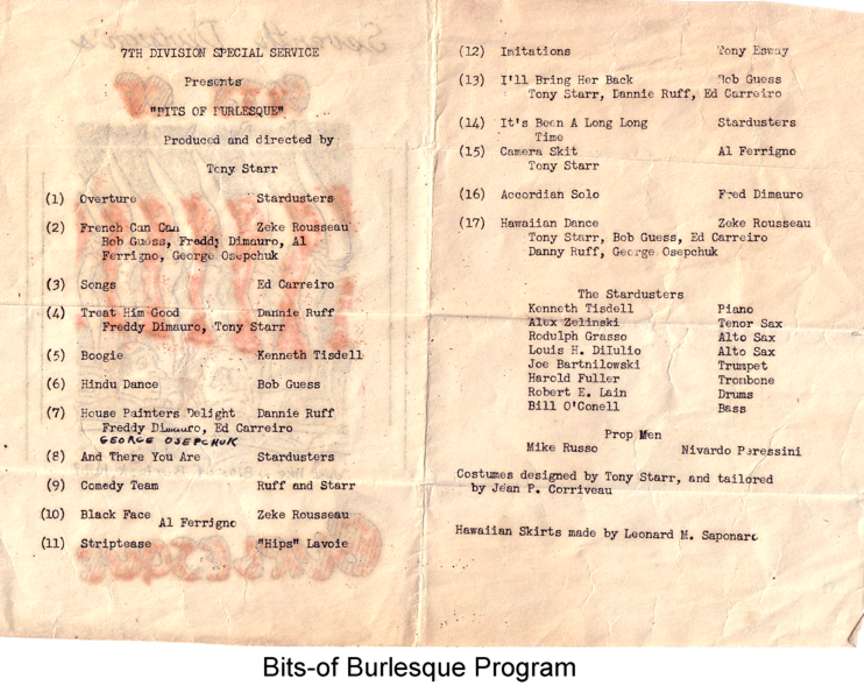 7TH DIVISION SPECIAL SERVICE
Presents
"BITS OF BURLESQUE"
Produced and directed by
Tony Starr
(1) Overture Stardusters
(2) French Can Can Zeke Rousseau
Bob Guess, Freddy Dimauro, Al
Ferrigno, George Osepchuk
(3) Songs Ed Carreiro
(4) Treat Him Good Dannie Ruff
Freddy Dimauro, Tony Starr
(5) Boogie Kenneth Tisdell
(6) Hindu Dance Bob Guess
(7) House Painters Delight Dannie Ruff
Freddy Dimauro, Ed Carreiro
GEORGE OSEPCHUK
(8) And There You Are Stardusters
(9) Comedy Team Ruff and Starr
(10) Black Face Zeke Rousseau
Al Ferrigno
(11) Striptease "Hips" Lavoie
(12) Imitations Tony Esway
(13) I'll Bring Her Back Bob Guess
Tony Starr, Dannie Ruff, Ed Carreiro
(14) It's Been A Long Long Stardusters
Time
(15) Camera Skit Al Ferrigno
Tony Starr
(16) Accordian Solo Fred Dimauro
(17) Hawaiian Dance Zeke Rousseau
Tony Starr, Bob Guess, Ed Carreiro
Danny Ruff, George Osepchuk
The Stardusters
Kenneth Tisdell Piano
Alex Zelinski Tenor Sax
Rodulph Grasso Alto Sax
Louis H. DiIulio Alto Sax
Joe Bartnilowski Trumpet
Harold Fuller Trombone
Robert E. Lain Drums
Bill O'Conell Bass
Prop Men
Mike Russo Nivardo Peressini
Costumes designed by Tony Starr, and tailored
by Jean P. Corriveau
Hawaiian Skirts made by Leonard M. Saponaro
Bits-of Burlesque Program